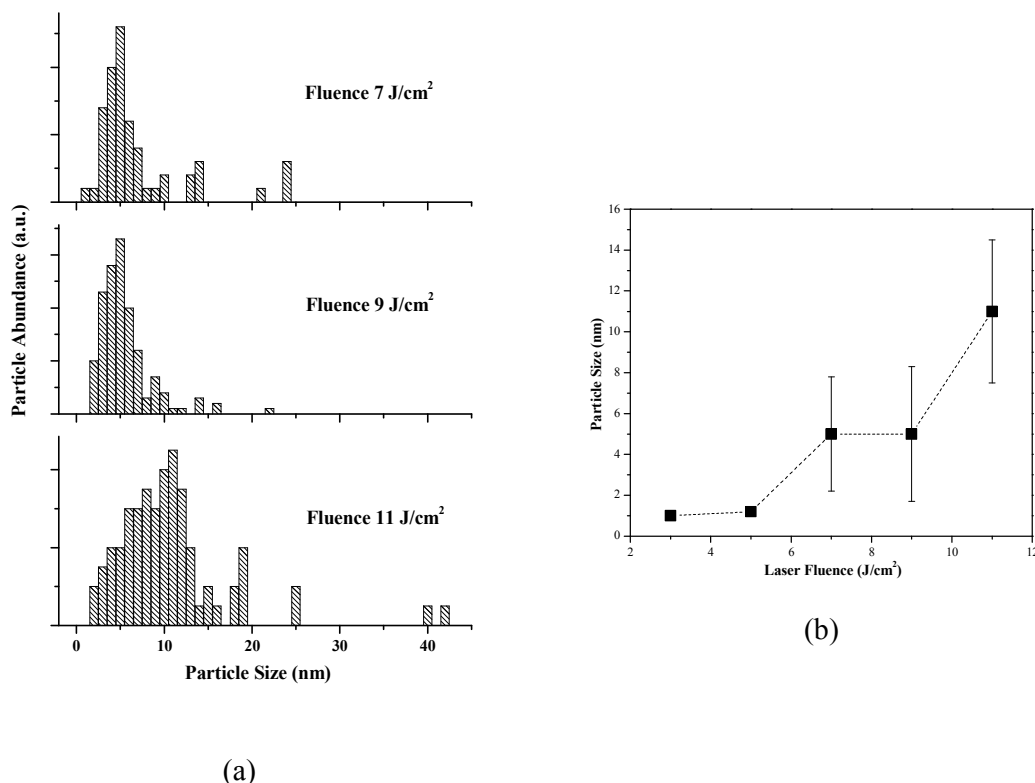 Particle Abundance (a.u.)
Fluence 7 J/cm²
Fluence 9 J/cm²
Fluence 11 J/cm²
0 10 20 30 40
Particle Size (nm)
(a)
Particle Size (nm)
16
14
12
10
8
6
4
2
0
2 4 6 8 10 12
Laser Fluence (J/cm²)
(b)